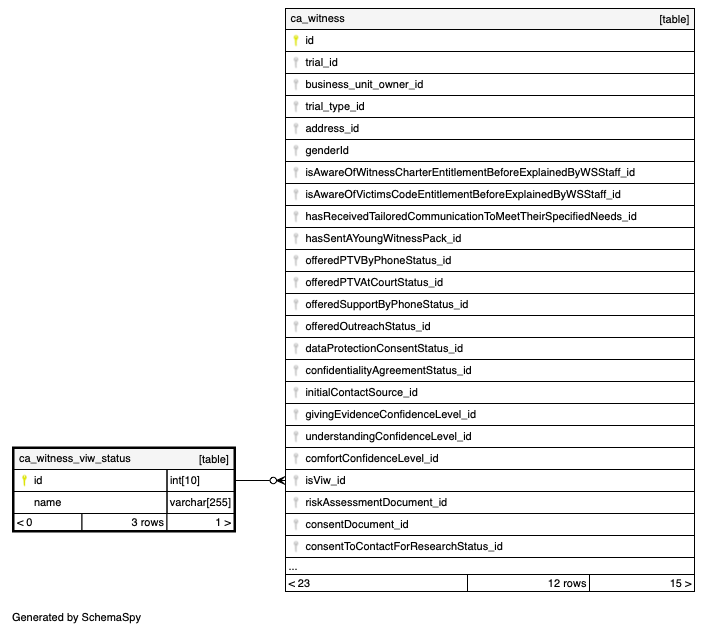 ca_witness [table]
id
trial_id
business_unit_owner_id
trial_type_id
address_id
genderId
isAwareOfWitnessCharterEntitlementBeforeExplainedByWSStaff_id
isAwareOfVictimsCodeEntitlementBeforeExplainedByWSStaff_id
hasReceivedTailoredCommunicationToMeetTheirSpecifiedNeeds_id
hasSentAYoungWitnessPack_id
offeredPTVByPhoneStatus_id
offeredPTVAtCourtStatus_id
offeredSupportByPhoneStatus_id
offeredOutreachStatus_id
dataProtectionConsentStatus_id
confidentialityAgreementStatus_id
initialContactSource_id
givingEvidenceConfidenceLevel_id
understandingConfidenceLevel_id
comfortConfidenceLevel_id
isViw_id
riskAssessmentDocument_id
consentDocument_id
consentToContactForResearchStatus_id
...
< 23 12 rows 15 >
ca_witness_viw_status [table]
id int[10]
name varchar[255]
< 0 3 rows 1 >
Generated by SchemaSpy